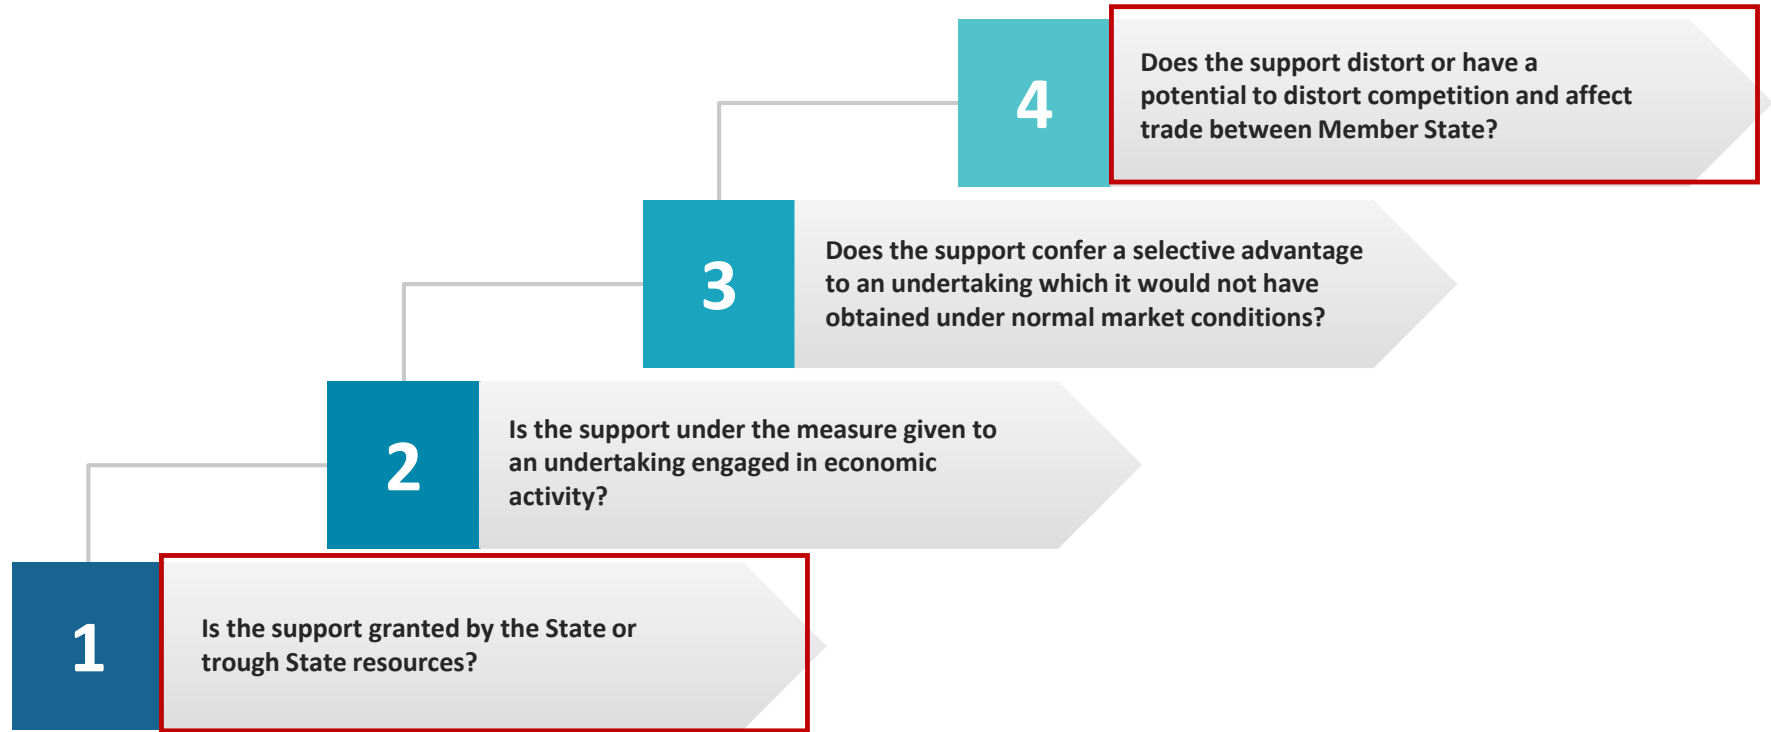 4
Does the support distort or have a
potential to distort competition and affect
trade between Member State?
3
Does the support confer a selective advantage
to an undertaking which it would not have
obtained under normal market conditions?
2
Is the support under the measure given to
an undertaking engaged in economic
activity?
1
Is the support granted by the State or
trough State resources?